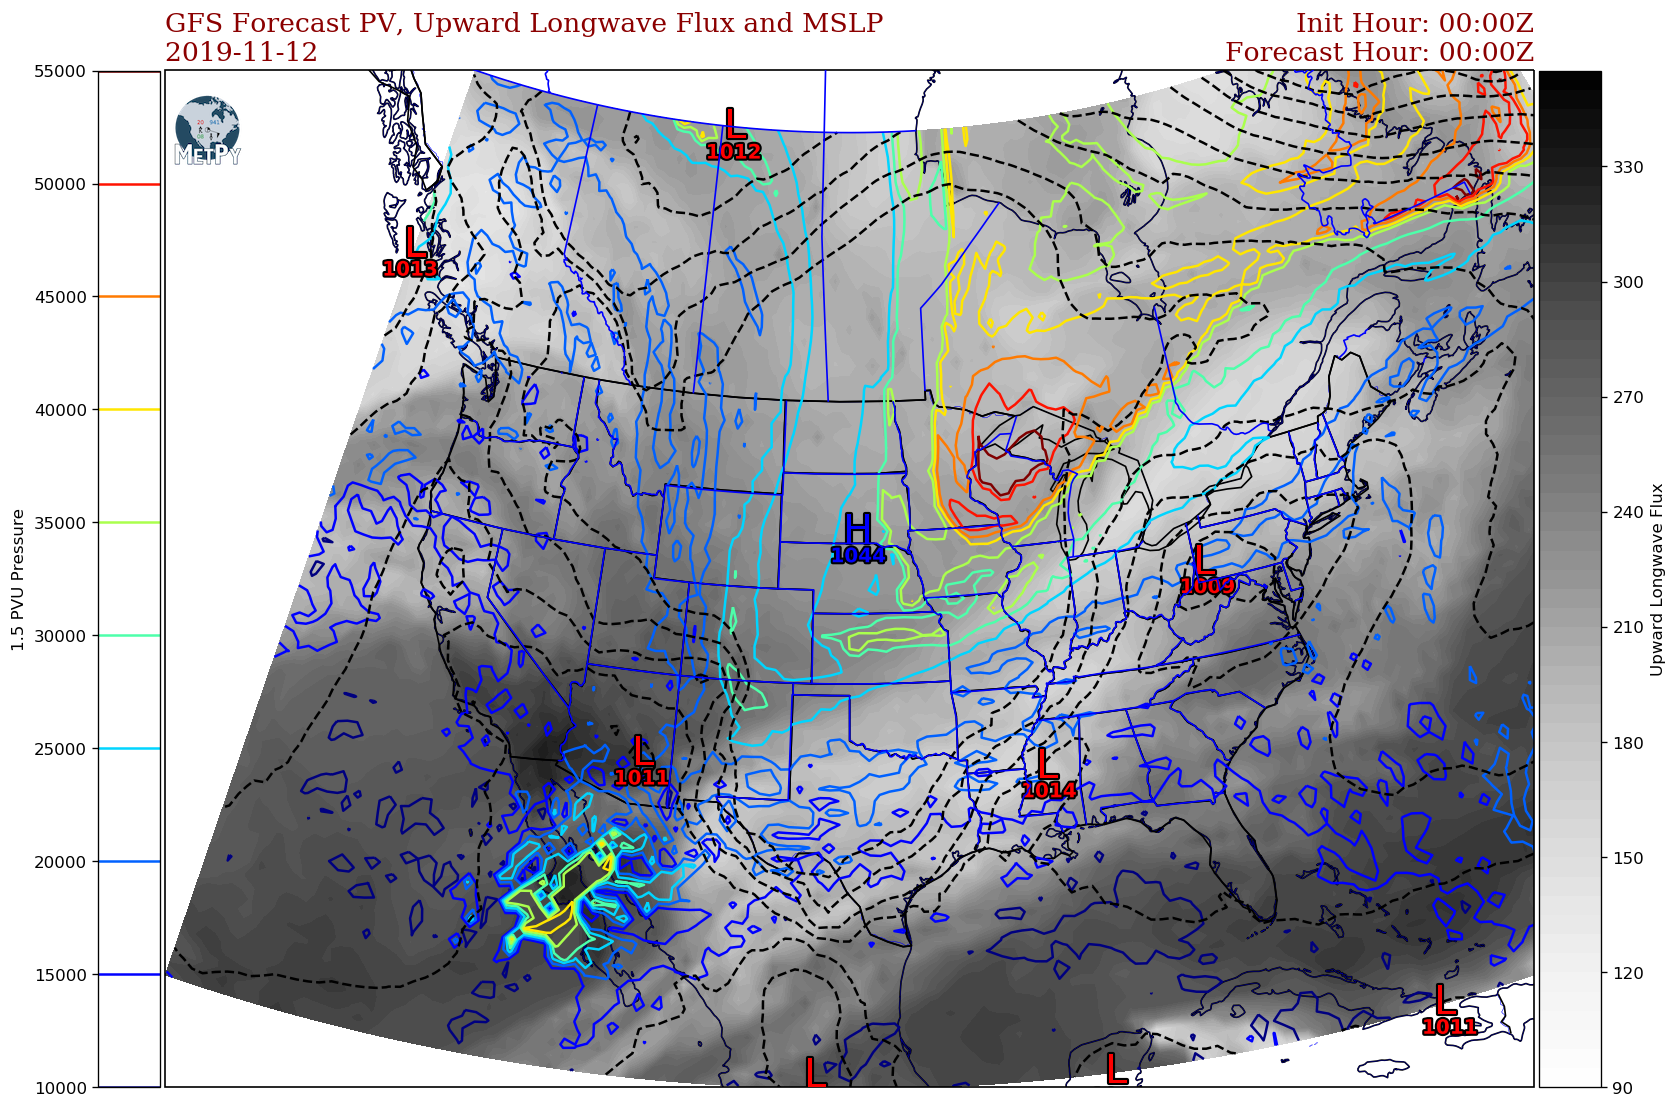 GFS Forecast PV, Upward Longwave Flux and MSLP
2019-11-12
Init Hour: 00:00Z
Forecast Hour: 00:00Z
METPY
1.5 PVU Pressure
55000
50000
45000
40000
35000
30000
25000
20000
15000
10000
L
1012
L
1013
H
1044
L
1009
L
1011
L
1014
L
1011
L
L
330
300
270
240
210
180
150
120
90
Upward Longwave Flux